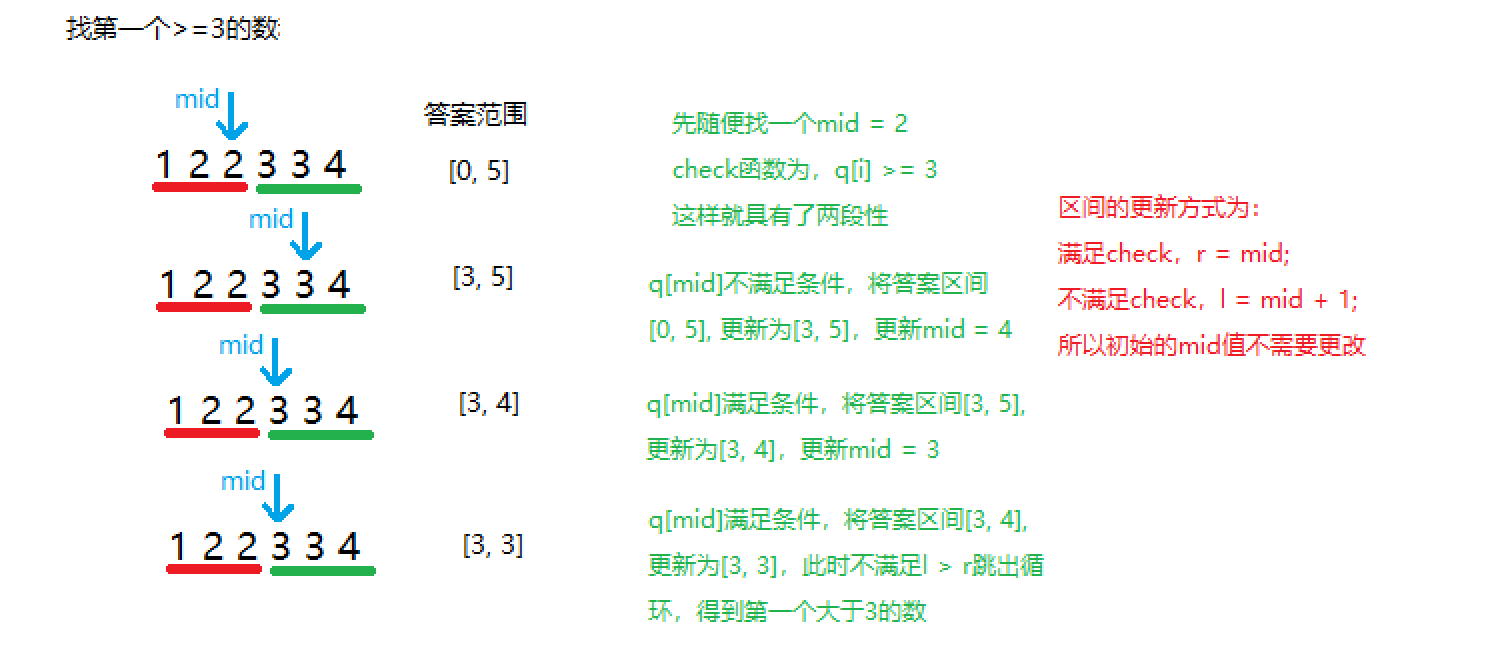 找第一个>=3的数
mid
答案范围
1 2 2 3 3 4
[0, 5]
先随便找一个mid = 2
check函数为，q[i] >= 3
这样就具有了两段性
mid
1 2 2 3 3 4
[3, 5]
q[mid]不满足条件，将答案区间
[0, 5], 更新为[3, 5]，更新mid = 4
区间的更新方式为：
满足check，r = mid;
不满足check，l = mid + 1;
所以初始的mid值不需要更改
mid
1 2 2 3 3 4
[3, 4]
q[mid]满足条件，将答案区间[3, 5],
更新为[3, 4]，更新mid = 3
mid
1 2 2 3 3 4
[3, 3]
q[mid]满足条件，将答案区间[3, 4],
更新为[3, 3]，此时不满足l > r跳出循
环，得到第一个大于3的数